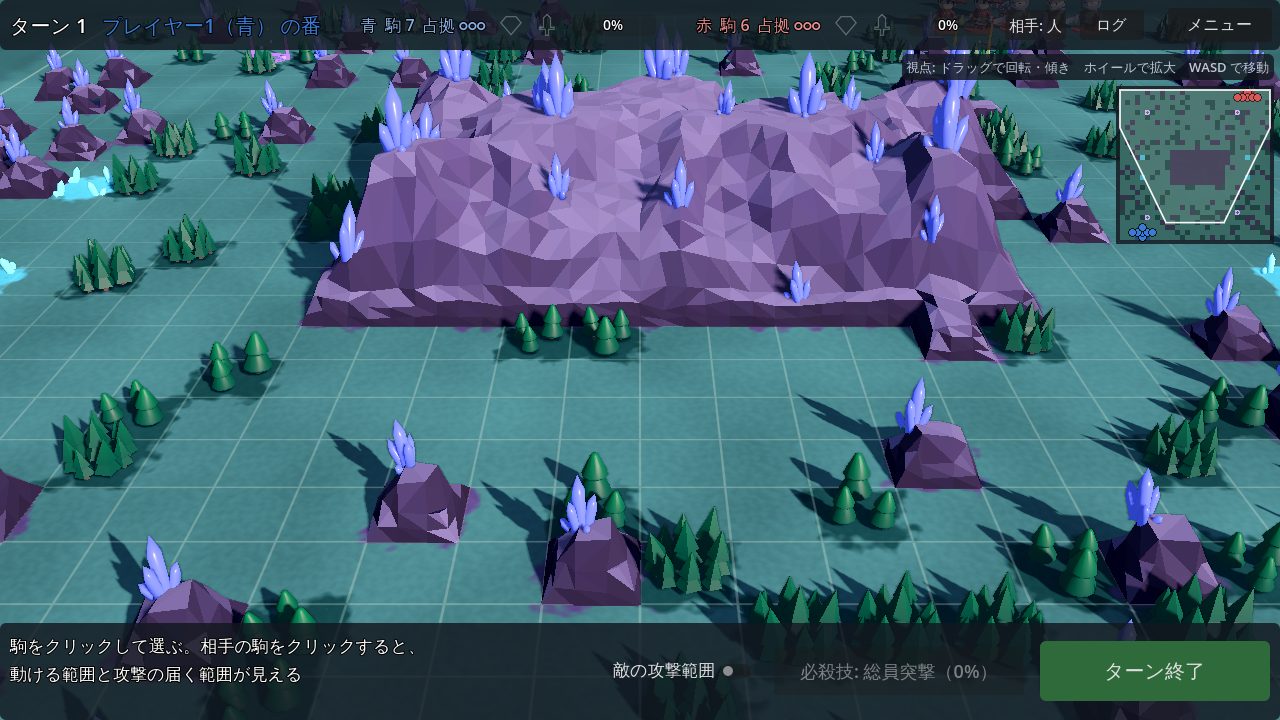 ターン 1 プレイヤー1（青）の番 青 駒 7 占拠 0% 赤 駒 6 占拠 0% 相手: 人 ログ メニュー
視点: ドラッグで回転・傾き ホイールで拡大 WASD で移動
駒をクリックして選ぶ。相手の駒をクリックすると、
動ける範囲と攻撃の届く範囲が見える
敵の攻撃範囲 必殺技: 総員突撃（0%） ターン終了